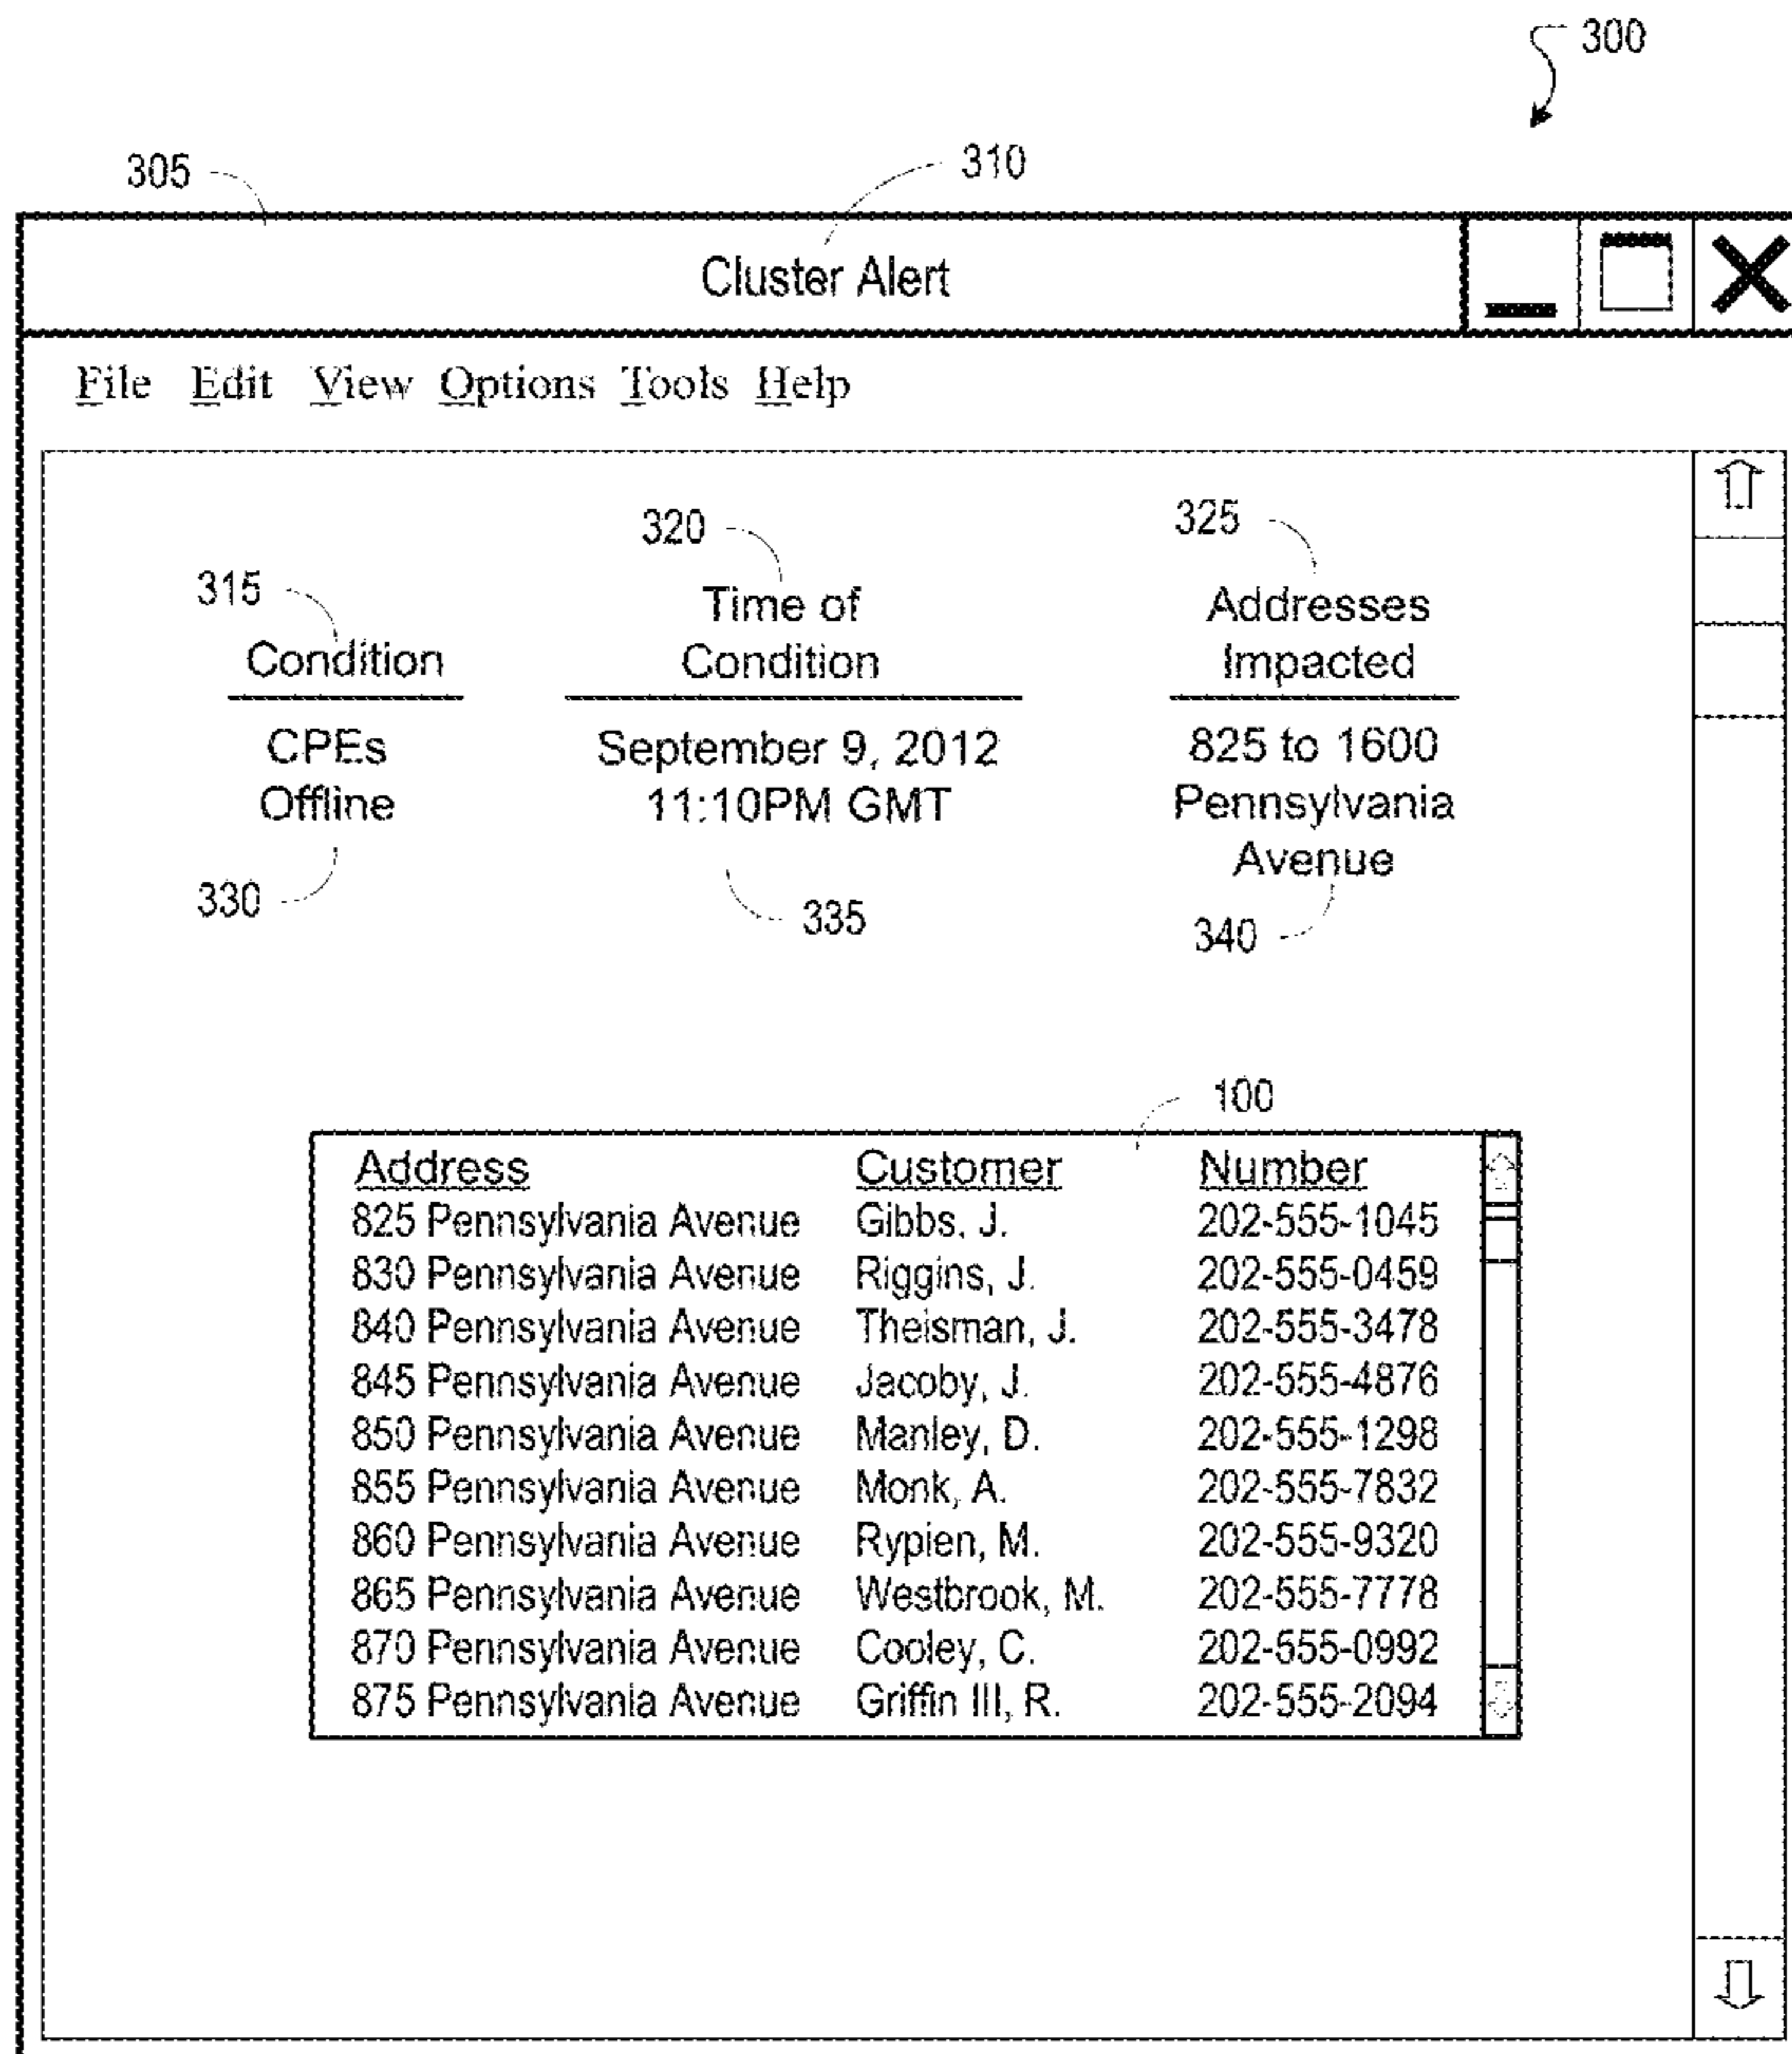 300
305
310
Cluster Alert
File Edit View Options Tools Help
315
Condition
320
Time of
Condition
325
Addresses
Impacted
CPEs
Offline
330
September 9, 2012
11:10PM GMT
335
825 to 1600
Pennsylvania
Avenue
340
100
Address Customer Number
825 Pennsylvania Avenue Gibbs, J. 202-555-1045
830 Pennsylvania Avenue Riggins, J. 202-555-0459
840 Pennsylvania Avenue Theisman, J. 202-555-3478
845 Pennsylvania Avenue Jacoby, J. 202-555-4876
850 Pennsylvania Avenue Manley, D. 202-555-1298
855 Pennsylvania Avenue Monk, A. 202-555-7832
860 Pennsylvania Avenue Rypien, M. 202-555-9320
865 Pennsylvania Avenue Westbrook, M. 202-555-7778
870 Pennsylvania Avenue Cooley, C. 202-555-0992
875 Pennsylvania Avenue Griffin III, R. 202-555-2094